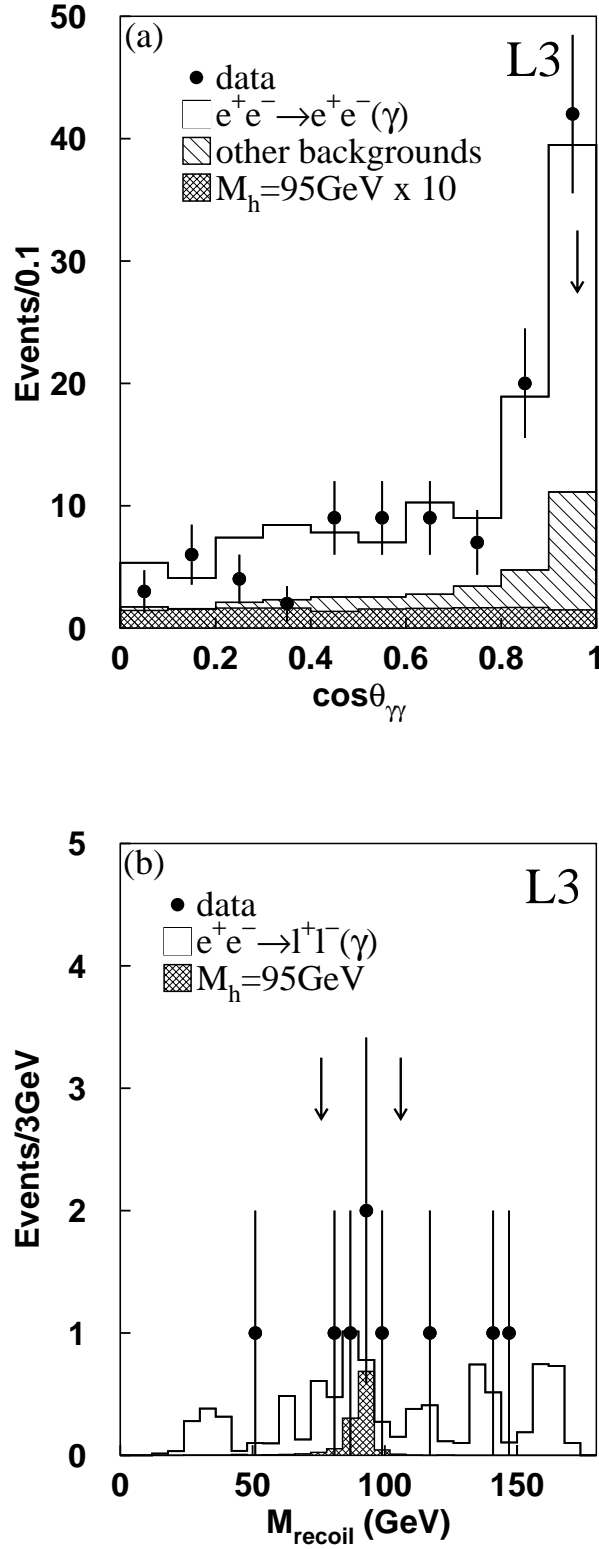 (a)
L3
data
e⁺e⁻→e⁺e⁻(γ)
other backgrounds
M_h=95GeV x 10
Events/0.1
50
40
30
20
10
0
0 0.2 0.4 0.6 0.8 1
cosθ_γγ
(b)
L3
data
e⁺e⁻→l⁺l⁻(γ)
M_h=95GeV
Events/3GeV
5
4
3
2
1
0
0 50 100 150
M_recoil (GeV)